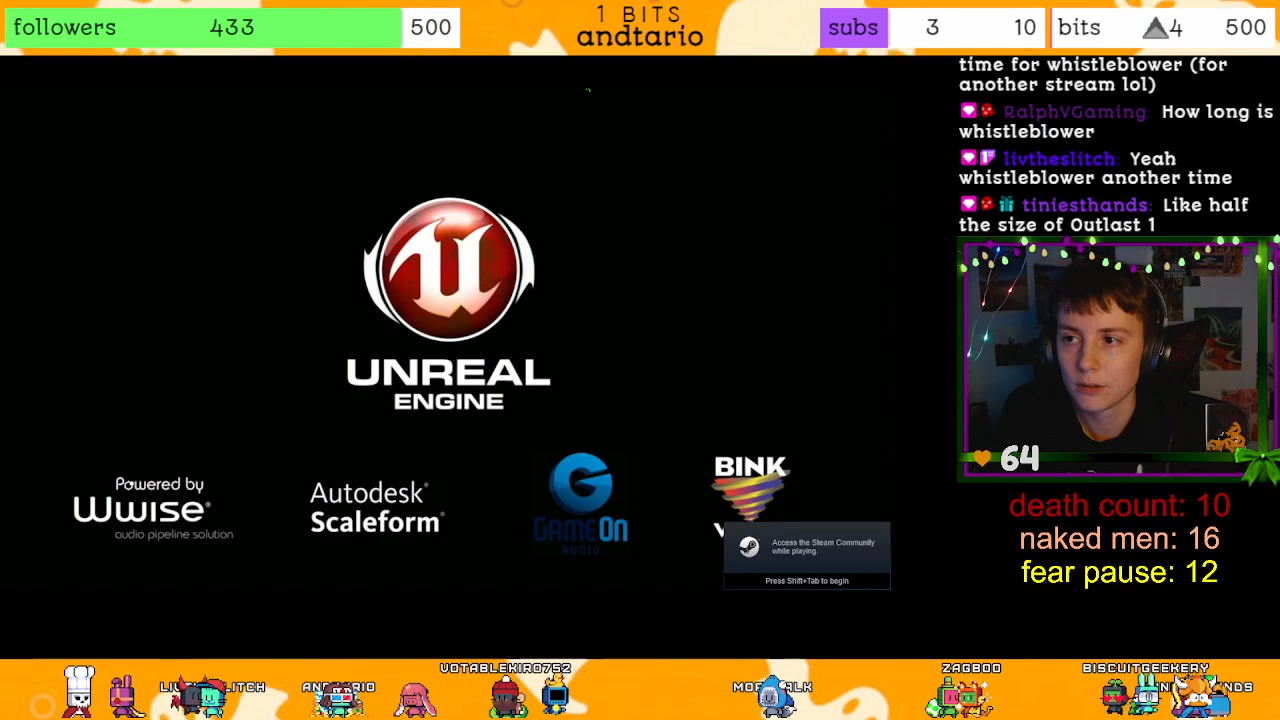 followers 433 500
1 BITS
andtario
subs 3 10
bits 4 500
time for whistleblower (for
another stream lol)
RalphVGaming: How long is
whistleblower
livtheslitch: Yeah
whistleblower another time
tiniesthands: Like half
the size of Outlast 1
UNREAL
ENGINE
Powered by
Wwise
audio pipeline solution
Autodesk®
Scaleform®
GAMEON
AUDIO
BINK
Access the Steam Community
while playing.
Press Shift+Tab to begin
64
death count: 10
naked men: 16
fear pause: 12
VOTABLEKIRO752
ZAGBOO
BISCUITGEEKERY